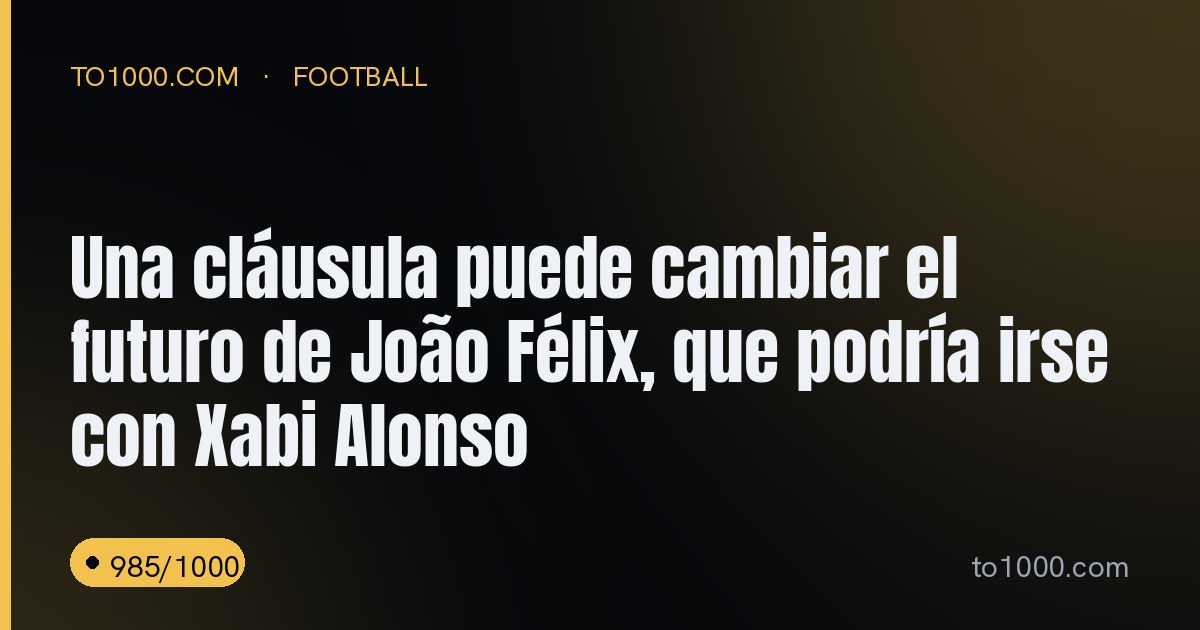 TO1000.COM · FOOTBALL
Una cláusula puede cambiar el
futuro de João Félix, que podría irse
con Xabi Alonso
985/1000
to1000.com